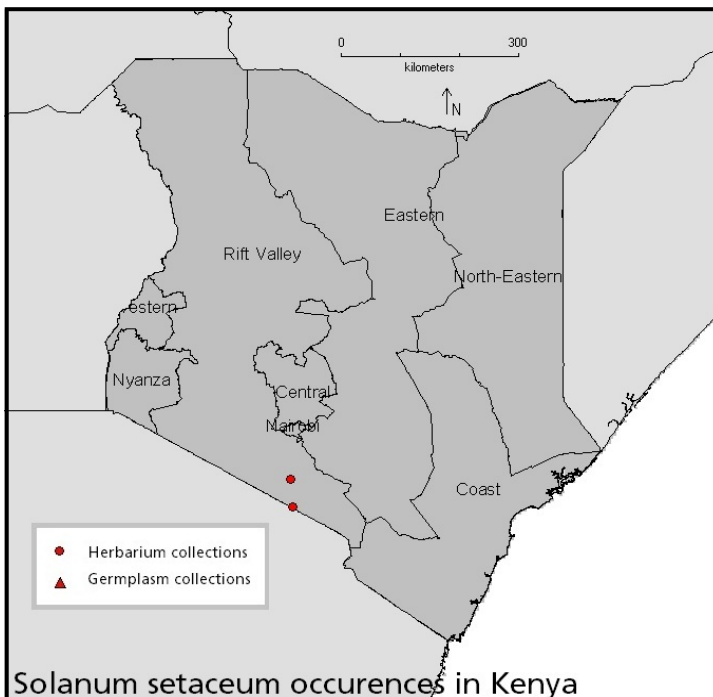 0 300
kilometers
N
Eastern
Rift Valley
North-Eastern
estern
Nyanza
Central
Nairobi
Coast
Herbarium collections
Germplasm collections
Solanum setaceum occurences in Kenya